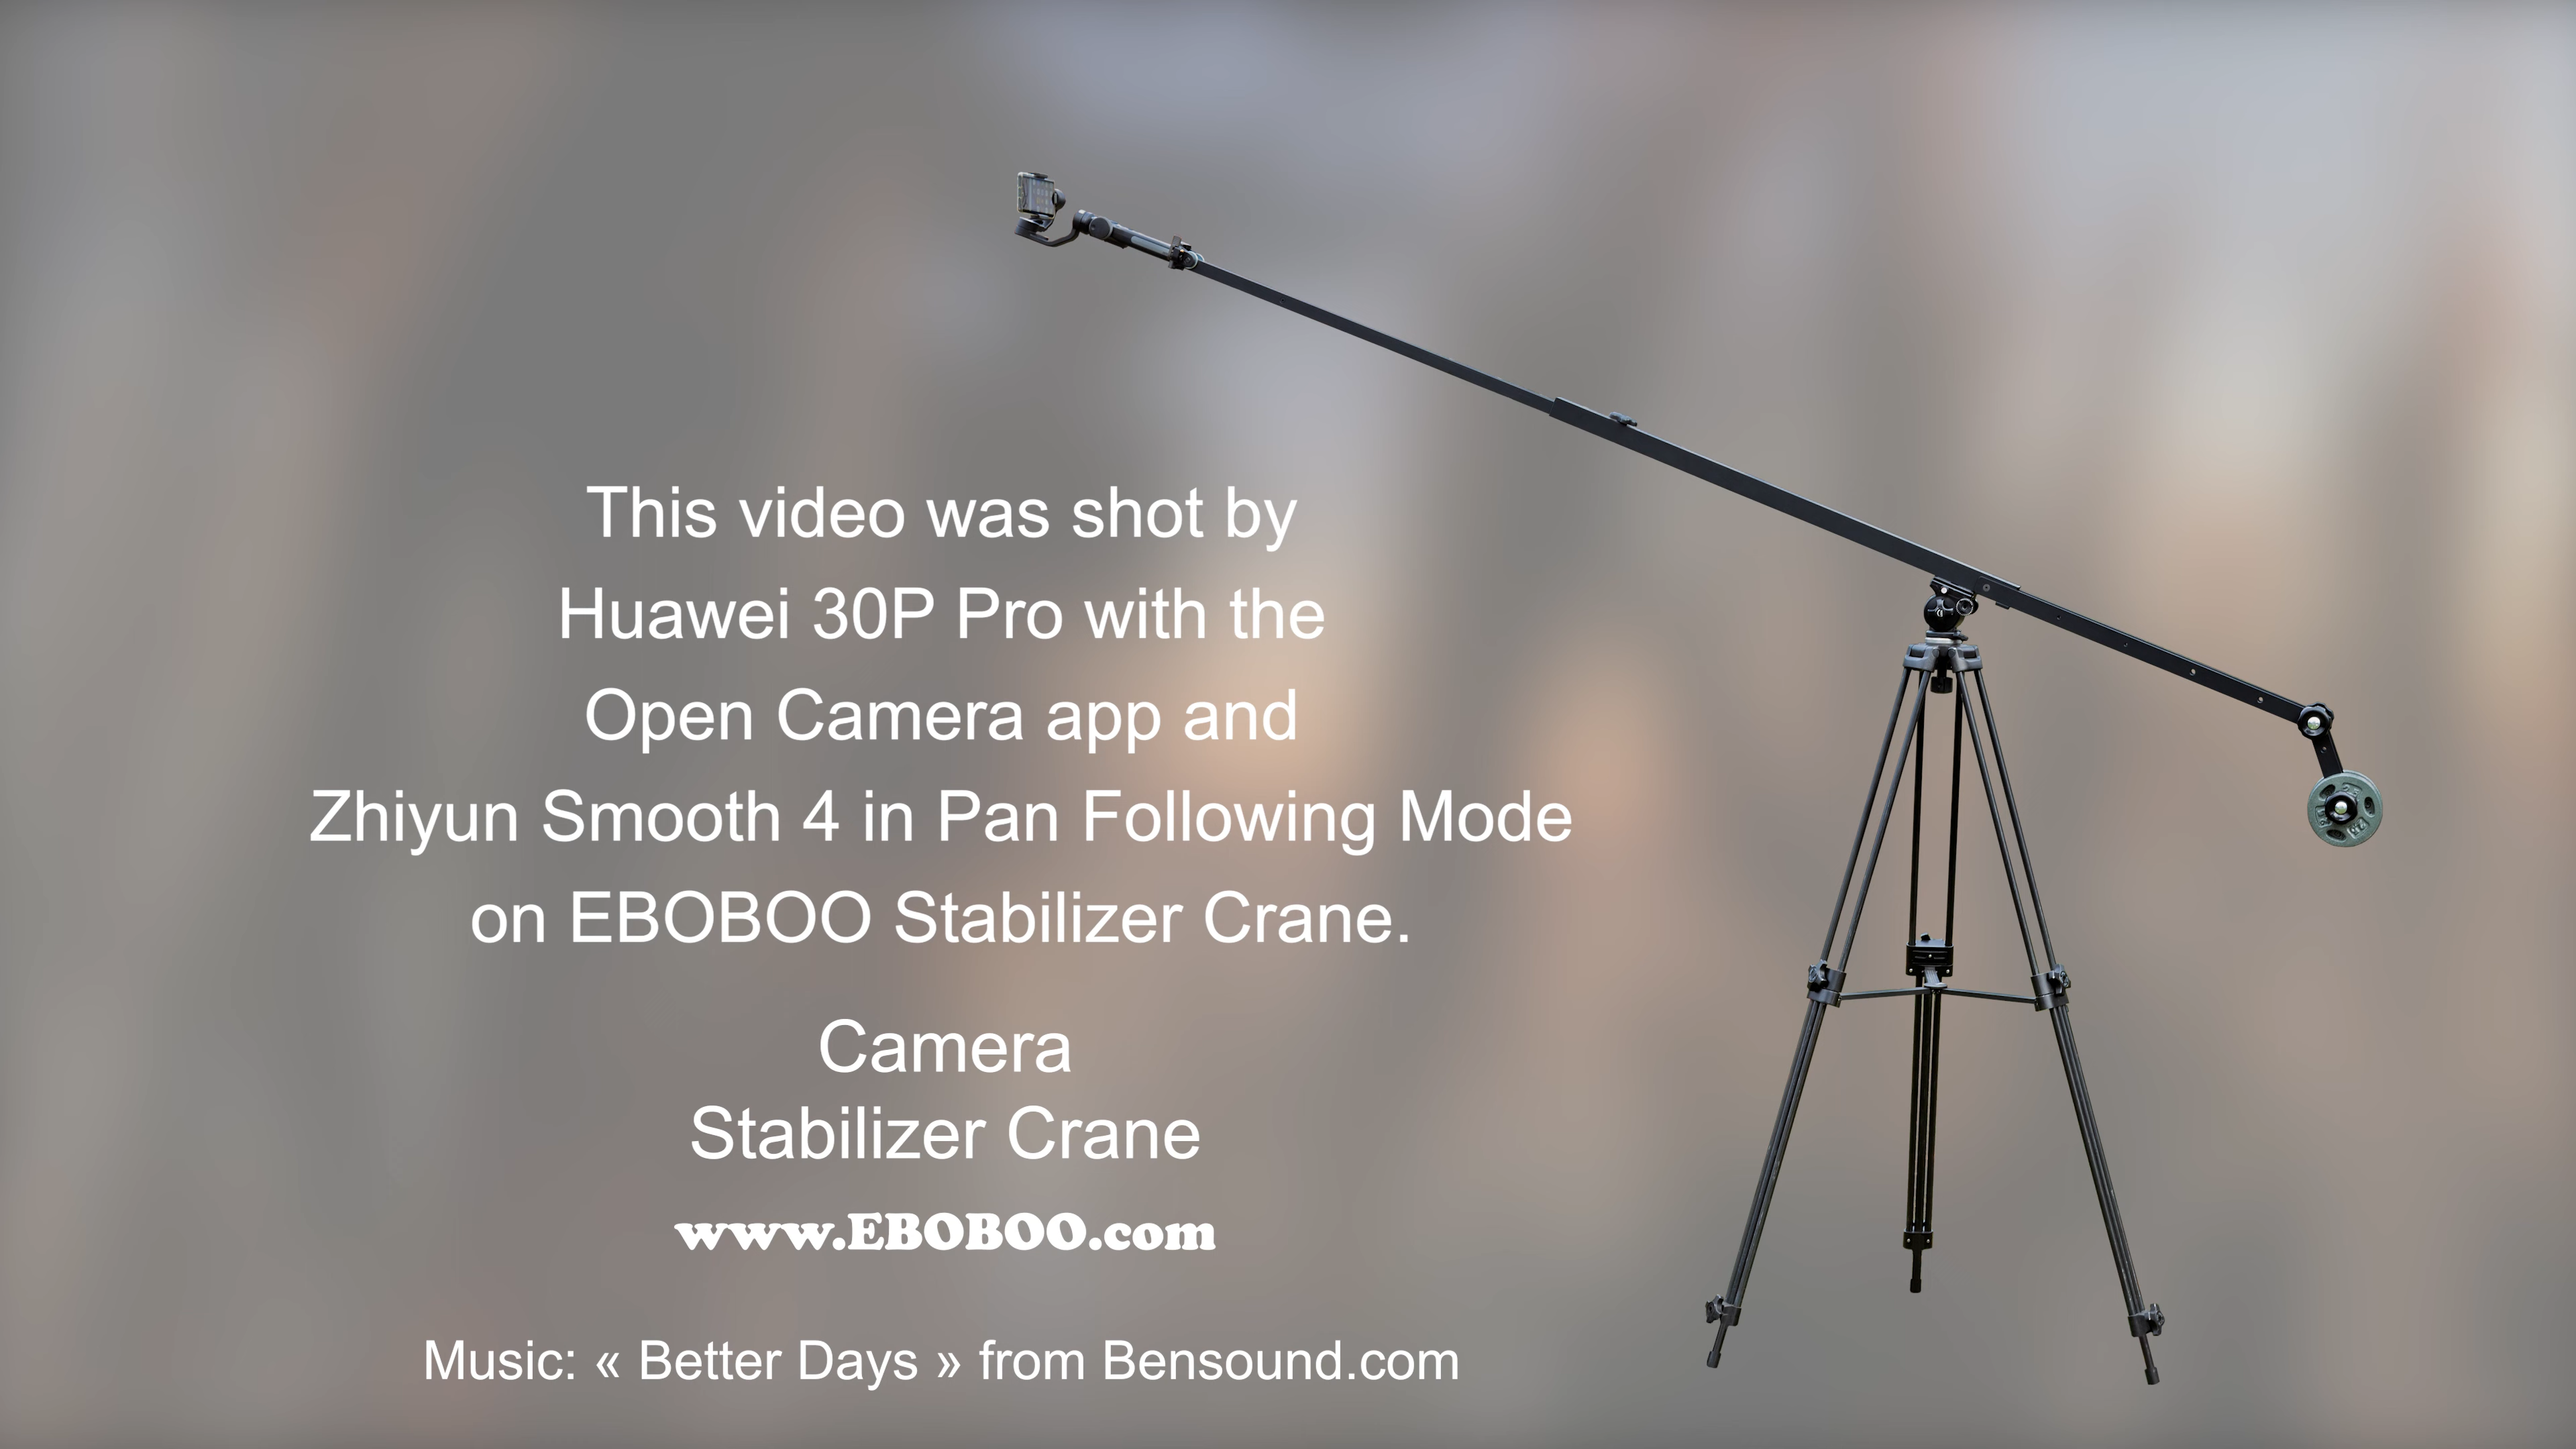 This video was shot by
Huawei 30P Pro with the
Open Camera app and
Zhiyun Smooth 4 in Pan Following Mode
on EBOBOO Stabilizer Crane.
Camera
Stabilizer Crane
www.EBOBOO.com
Music: « Better Days » from Bensound.com